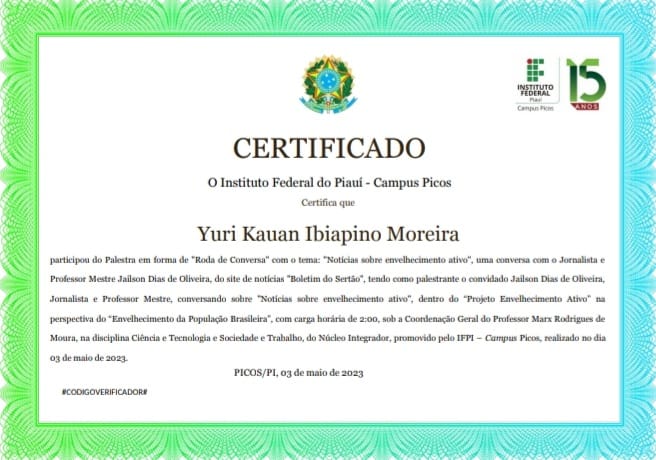 INSTITUTO
FEDERAL
Piauí
Campus Picos
15
ANOS
CERTIFICADO
O Instituto Federal do Piauí - Campus Picos
Certifica que
Yuri Kauan Ibiapino Moreira
participou do Palestra em forma de "Roda de Conversa" com o tema: "Notícias sobre envelhecimento ativo", uma conversa com o Jornalista e
Professor Mestre Jailson Dias de Oliveira, do site de notícias "Boletim do Sertão", tendo como palestrante o convidado Jailson Dias de Oliveira,
Jornalista e Professor Mestre, conversando sobre "Notícias sobre envelhecimento ativo", dentro do “Projeto Envelhecimento Ativo” na
perspectiva do “Envelhecimento da População Brasileira”, com carga horária de 2:00, sob a Coordenação Geral do Professor Marx Rodrigues de
Moura, na disciplina Ciência e Tecnologia e Sociedade e Trabalho, do Núcleo Integrador, promovido pelo IFPI – Campus Picos, realizado no dia
03 de maio de 2023.
PICOS/PI, 03 de maio de 2023
#CODIGOVERIFICADOR#